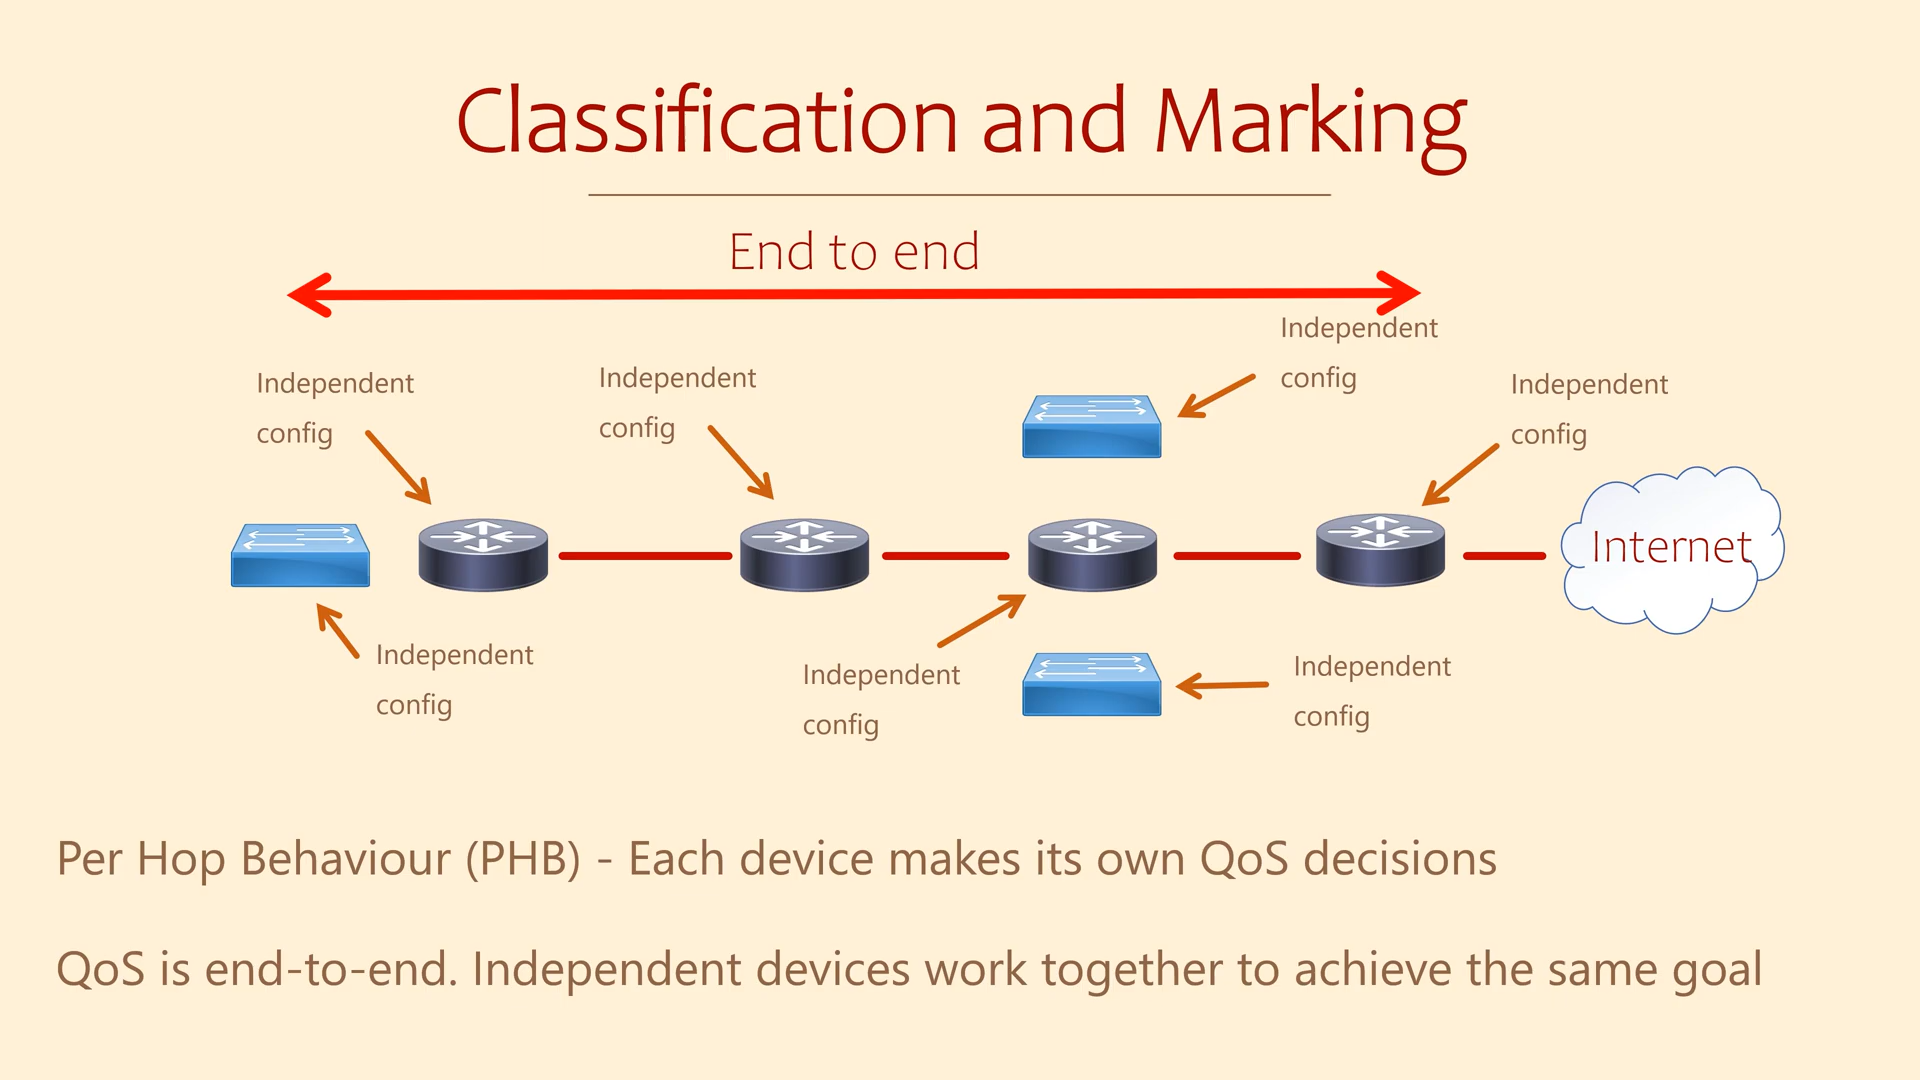 Classification and Marking
End to end
Independent
config
Independent
config
Independent
config
Independent
config
Internet
Independent
config
Independent
config
Independent
config
Per Hop Behaviour (PHB) - Each device makes its own QoS decisions
QoS is end-to-end. Independent devices work together to achieve the same goal